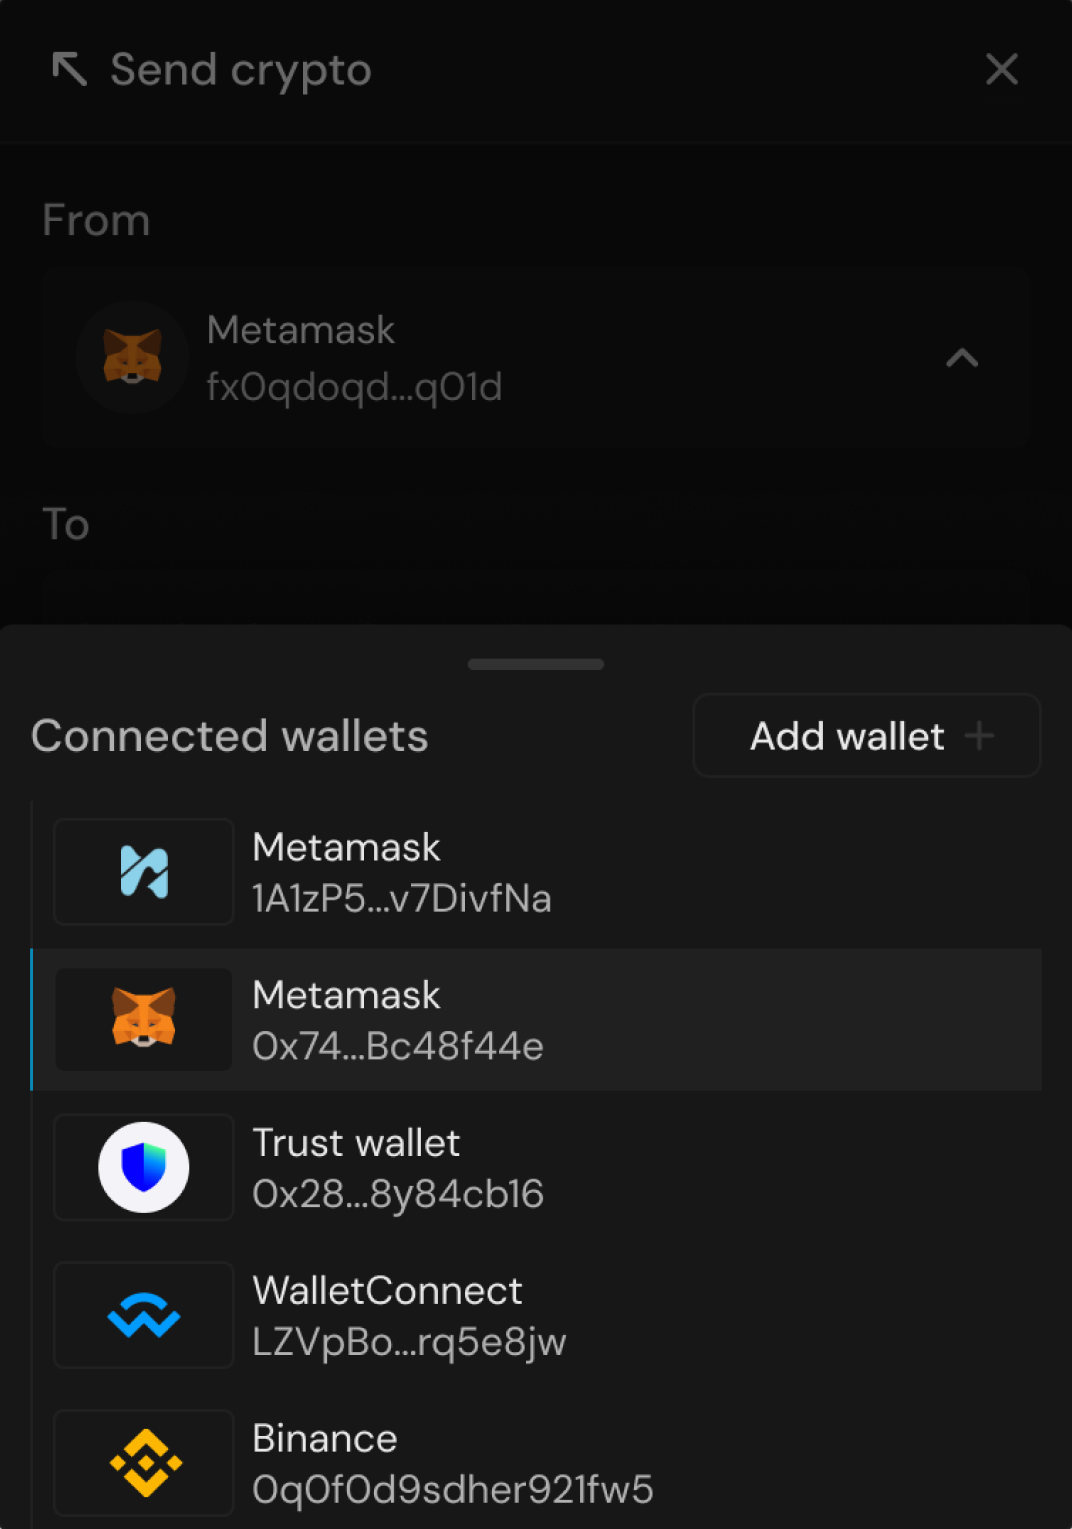 Send crypto
From
Metamask
fx0qdoqd...q01d
To
Connected wallets
Add wallet +
Metamask
1A1zP5...v7DivfNa
Metamask
0x74...Bc48f44e
Trust wallet
0x28...8y84cb16
WalletConnect
LZVpBo...rq5e8jw
Binance
0q0f0d9sdher921fw5